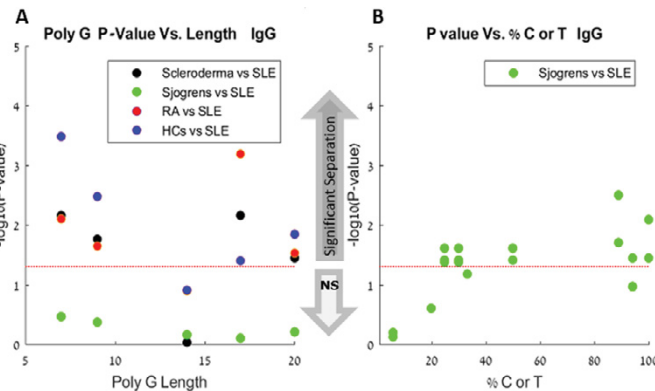 A
Poly G P-Value Vs. Length IgG
Scleroderma vs SLE
Sjogrens vs SLE
RA vs SLE
HCs vs SLE
5
4
3
2
1
0
-log10(P-value)
5
10
15
20
Poly G Length
Significant Separation
NS
B
P value Vs. % C or T IgG
Sjogrens vs SLE
5
4
3
2
1
0
-log10(P-value)
20
40
60
80
100
% C or T